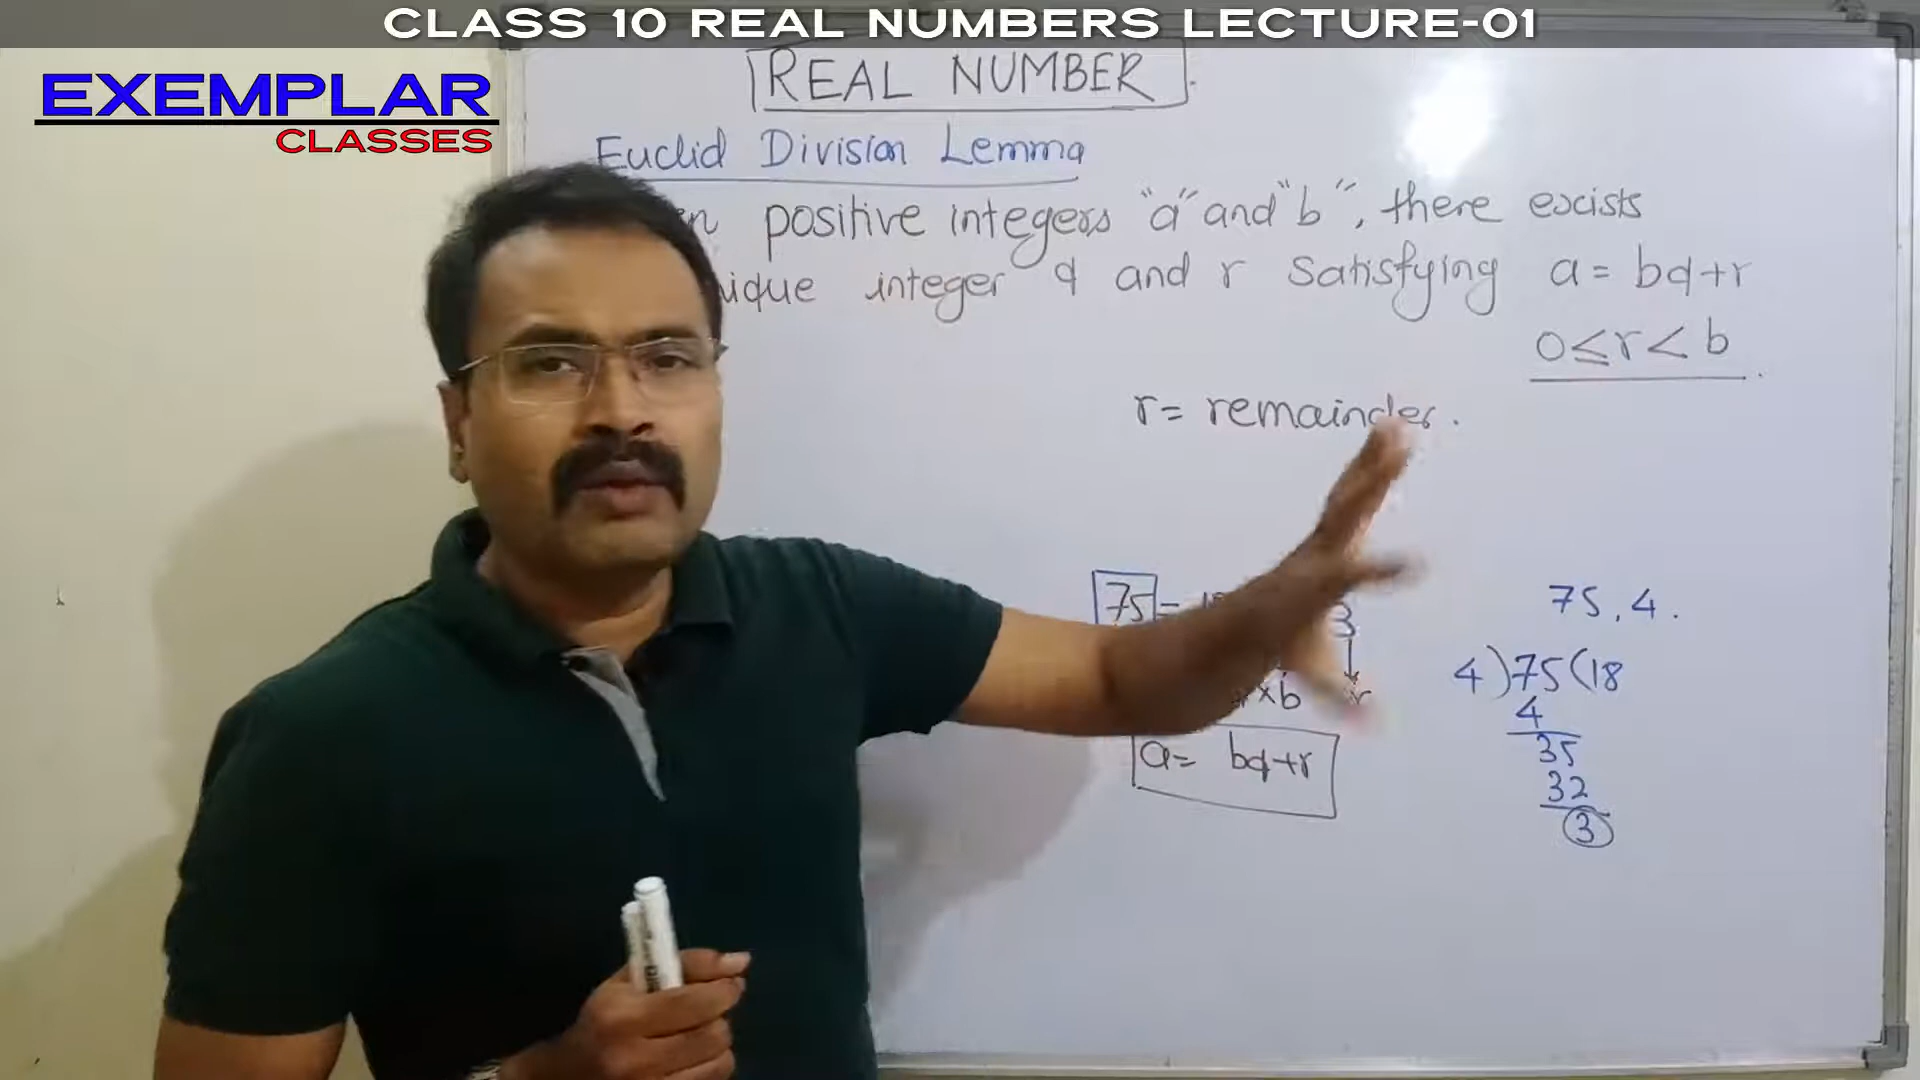 CLASS 10 REAL NUMBERS LECTURE-01
EXEMPLAR
CLASSES
REAL NUMBER
Euclid Division Lemma
positive integers "a" and "b", there exists
integer q and r satisfying a = bq+r
0≤r<b
r = remainder.
75 = 3
×b r
a = bq+r
75, 4.
4)75(18
4
35
32
3